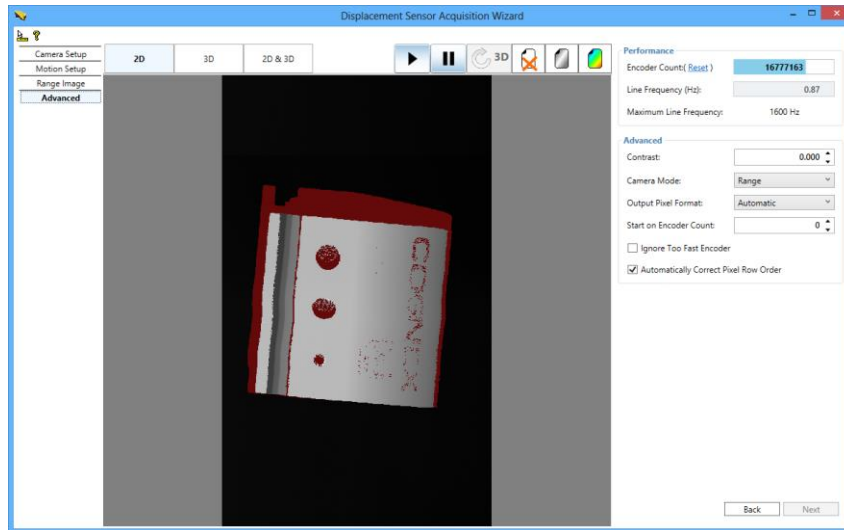 Displacement Sensor Acquisition Wizard
Camera Setup
Motion Setup
Range Image
Advanced
2D
3D
2D & 3D
3D
Performance
Encoder Count:( Reset )
16777163
Line Frequency (Hz):
0.87
Maximum Line Frequency:
1600 Hz
Advanced
Contrast:
0.000
Camera Mode:
Range
Output Pixel Format:
Automatic
Start on Encoder Count:
0
Ignore Too Fast Encoder
Automatically Correct Pixel Row Order
COGNEX
Back
Next